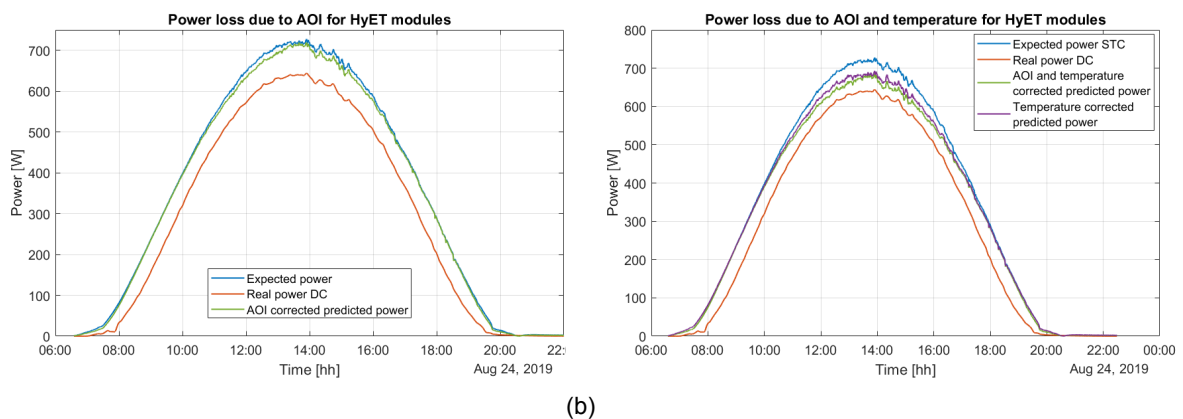 Power loss due to AOI for HyET modules
Power [W]
700
600
500
400
300
200
100
0
06:00 08:00 10:00 12:00 14:00 16:00 18:00 20:00 22:
Time [hh]
Aug 24, 2019
Expected power
Real power DC
AOI corrected predicted power
Power loss due to AOI and temperature for HyET modules
Power [W]
800
700
600
500
400
300
200
100
0
06:00 08:00 10:00 12:00 14:00 16:00 18:00 20:00 22:00 00:00
Time [hh]
Aug 24, 2019
Expected power STC
Real power DC
AOI and temperature
corrected predicted power
Temperature corrected
predicted power
(b)